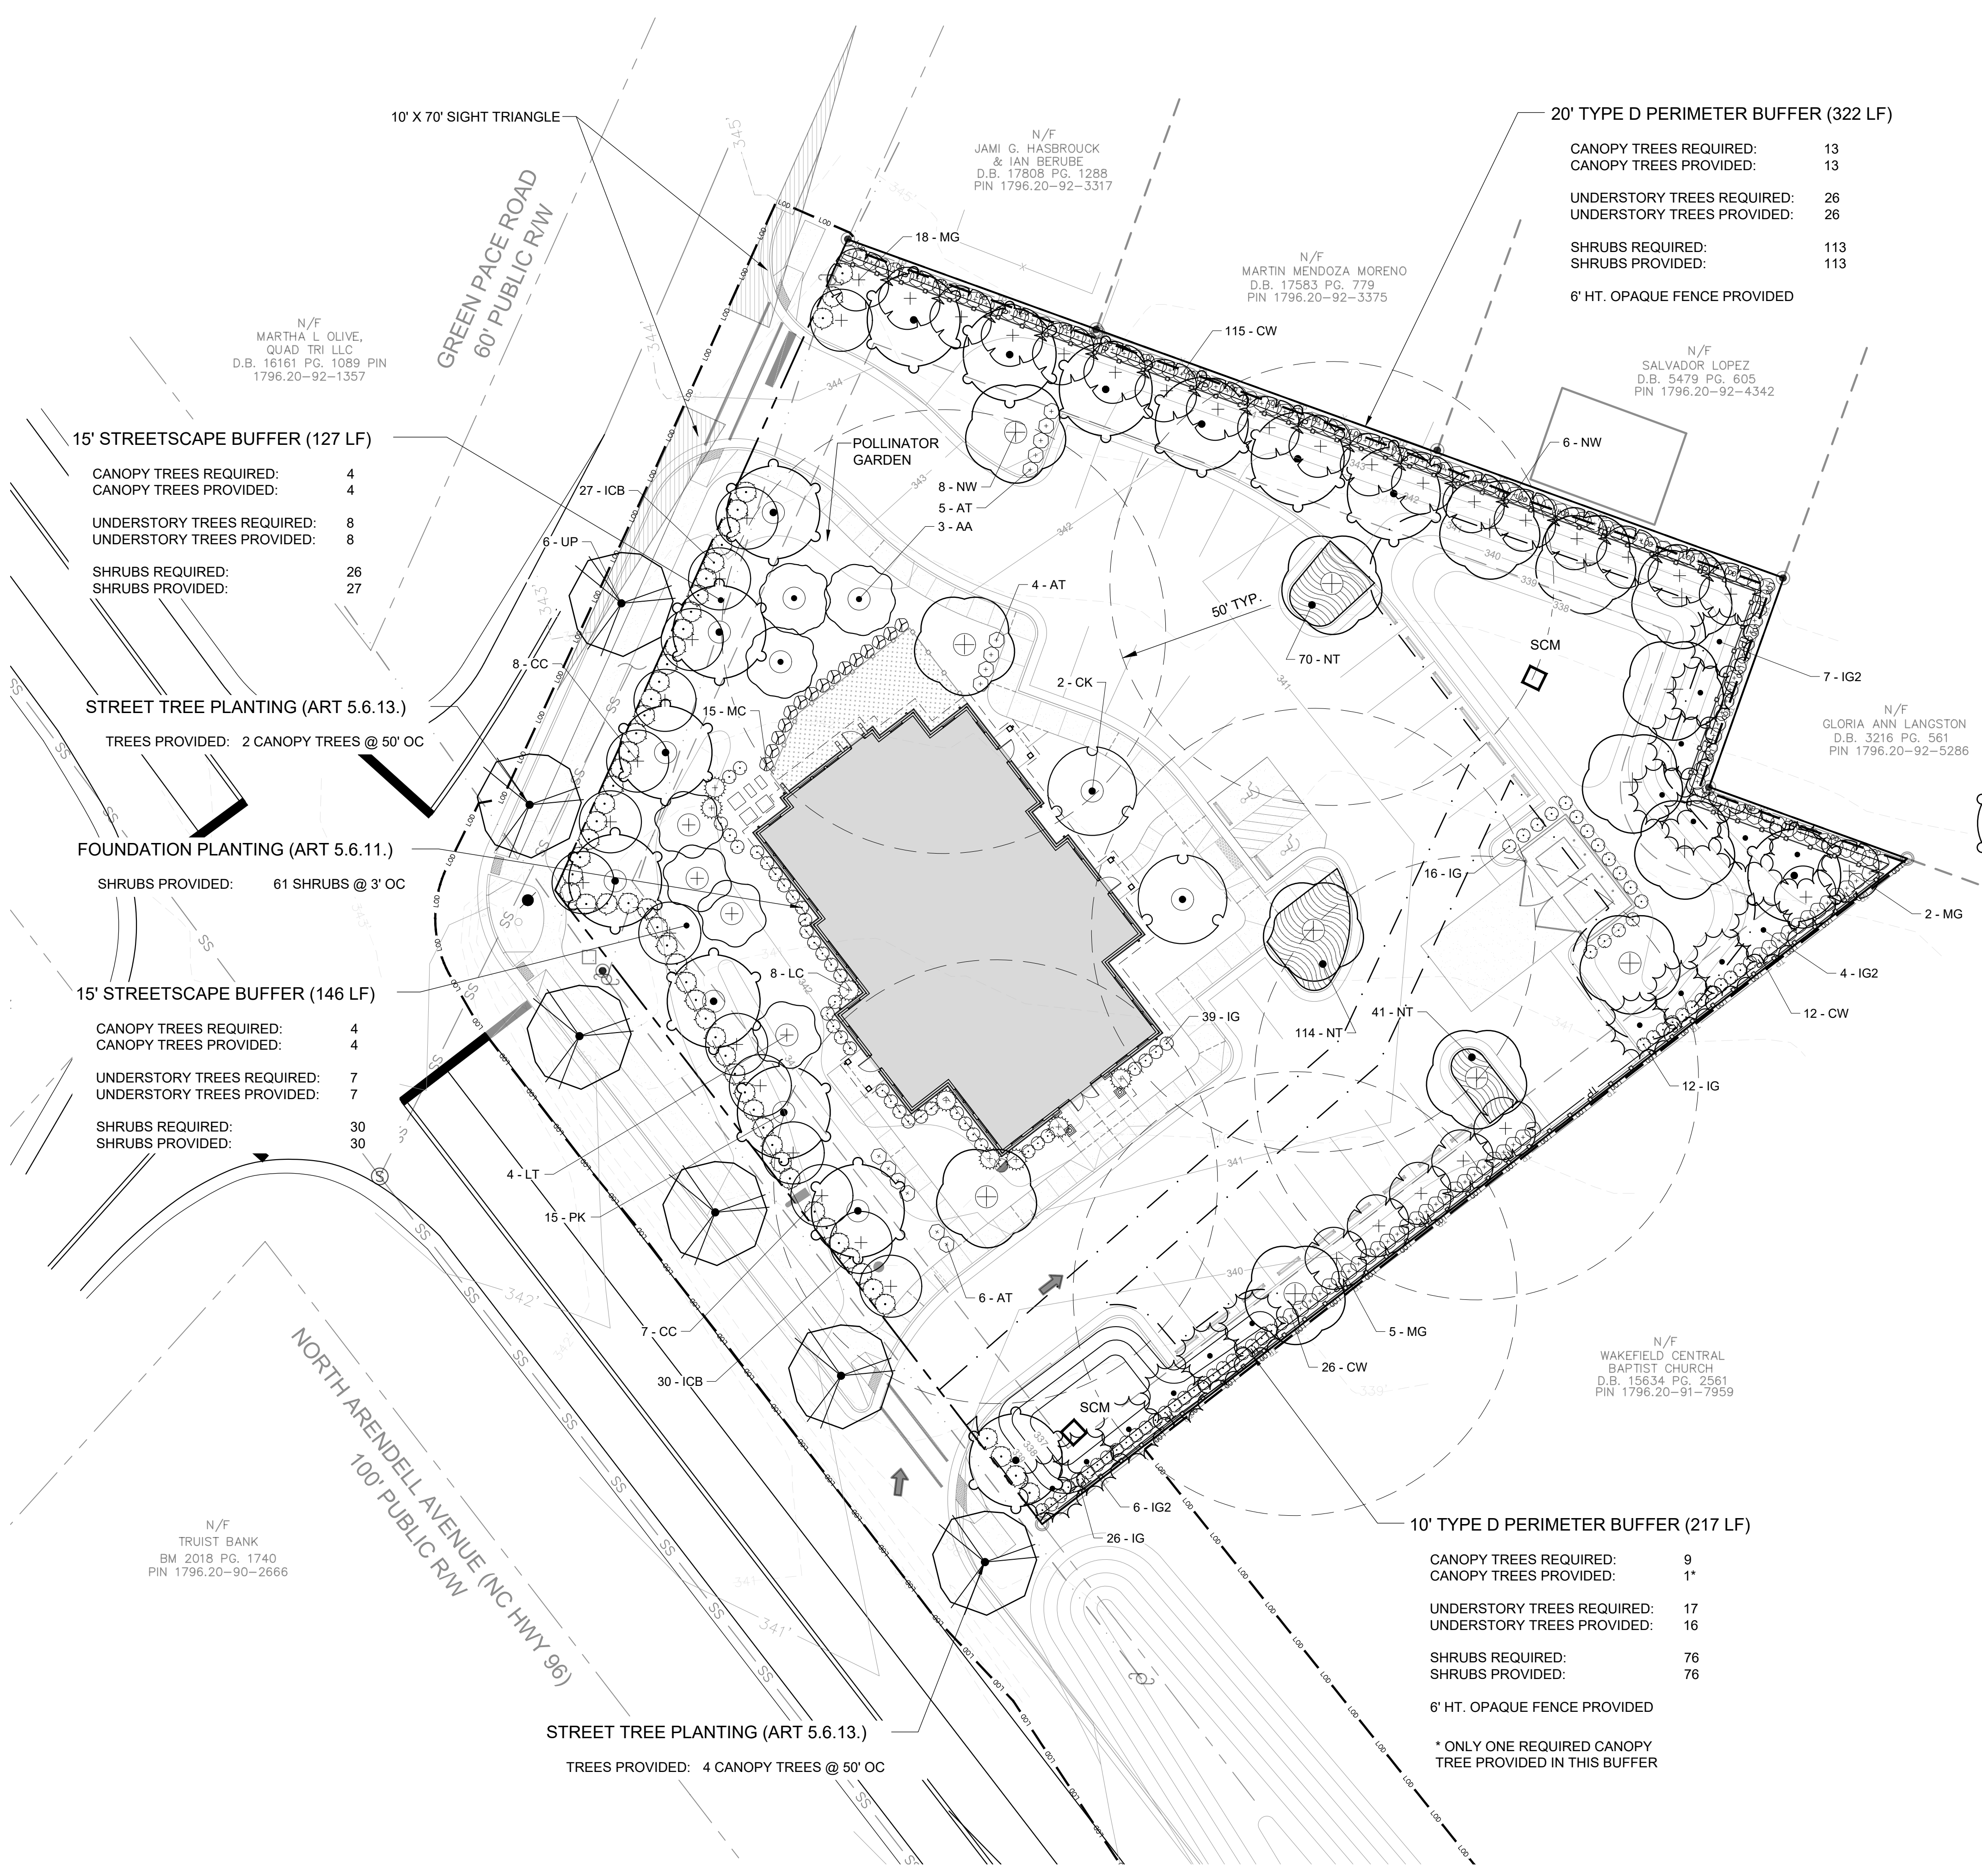 10' X 70' SIGHT TRIANGLE
GREEN PACE ROAD
60' PUBLIC R/W
N/F
JAMI G. HASBROUCK
& IAN BERUBE
D.B. 17808 PG. 1288
PIN 1796.20-92-3317
20' TYPE D PERIMETER BUFFER (322 LF)
CANOPY TREES REQUIRED: 13
CANOPY TREES PROVIDED: 13
UNDERSTORY TREES REQUIRED: 26
UNDERSTORY TREES PROVIDED: 26
SHRUBS REQUIRED: 113
SHRUBS PROVIDED: 113
6' HT. OPAQUE FENCE PROVIDED
N/F
MARTIN MENDOZA MORENO
D.B. 17583 PG. 779
PIN 1796.20-92-3375
N/F
SALVADOR LOPEZ
D.B. 5479 PG. 605
PIN 1796.20-92-4342
N/F
MARTHA L OLIVE,
QUAD TRI LLC
D.B. 16161 PG. 1089 PIN
1796.20-92-1357
18 - MG
115 - CW
6 - NW
15' STREETSCAPE BUFFER (127 LF)
CANOPY TREES REQUIRED: 4
CANOPY TREES PROVIDED: 4
UNDERSTORY TREES REQUIRED: 8
UNDERSTORY TREES PROVIDED: 8
SHRUBS REQUIRED: 26
SHRUBS PROVIDED: 27
POLLINATOR
GARDEN
27 - ICB
8 - NW
5 - AT
3 - AA
6 - UP
4 - AT
50' TYP.
8 - CC
70 - NT
SCM
2 - CK
7 - IG2
15 - MC
STREET TREE PLANTING (ART 5.6.13.)
TREES PROVIDED: 2 CANOPY TREES @ 50' OC
N/F
GLORIA ANN LANGSTON
D.B. 3216 PG. 561
PIN 1796.20-92-5286
FOUNDATION PLANTING (ART 5.6.11.)
SHRUBS PROVIDED: 61 SHRUBS @ 3' OC
16 - IG
2 - MG
4 - IG2
12 - CW
8 - LC
39 - IG
41 - NT
114 - NT
12 - IG
15' STREETSCAPE BUFFER (146 LF)
CANOPY TREES REQUIRED: 4
CANOPY TREES PROVIDED: 4
UNDERSTORY TREES REQUIRED: 7
UNDERSTORY TREES PROVIDED: 7
SHRUBS REQUIRED: 30
SHRUBS PROVIDED: 30
4 - LT
15 - PK
6 - AT
7 - CC
30 - ICB
5 - MG
26 - CW
SCM
6 - IG2
26 - IG
N/F
WAKEFIELD CENTRAL
BAPTIST CHURCH
D.B. 15634 PG. 2561
PIN 1796.20-91-7959
NORTH ARENDELL AVENUE (NC HWY 96)
100' PUBLIC R/W
N/F
TRUIST BANK
BM 2018 PG. 1740
PIN 1796.20-90-2666
10' TYPE D PERIMETER BUFFER (217 LF)
CANOPY TREES REQUIRED: 9
CANOPY TREES PROVIDED: 1*
UNDERSTORY TREES REQUIRED: 17
UNDERSTORY TREES PROVIDED: 16
SHRUBS REQUIRED: 76
SHRUBS PROVIDED: 76
6' HT. OPAQUE FENCE PROVIDED
* ONLY ONE REQUIRED CANOPY
TREE PROVIDED IN THIS BUFFER
STREET TREE PLANTING (ART 5.6.13.)
TREES PROVIDED: 4 CANOPY TREES @ 50' OC